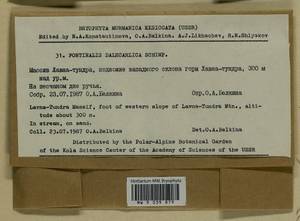 BRYOPHYTA MURMANICA EXSICCATA (USSR)
Edited by N.A.Konstantinova, O.A.Belkina, A.J.Likhachev, R.N.Shlyakov
31. FONTINALIS DALECARLICA SCHIMP.
Массив Лавна-тундра, подножие западного склона горы Лавна-тундра, 300 м
над ур.м.
На песчаном дне ручья.
Собр. 23.07.1987 О.А.Белкина Опр.О.А.Белкина
Lavna-Tundra Massif, foot of western slope of Lavna-Tundra Mtn., alti-
tude about 300 m.
In stream, on sand.
Coll. 23.07.1987 O.A.Belkina Det.O.A.Belkina
Distributed by the Polar-Alpine Botanical Garden
of the Kola Science Center of the Academy of Sciences of the USSR